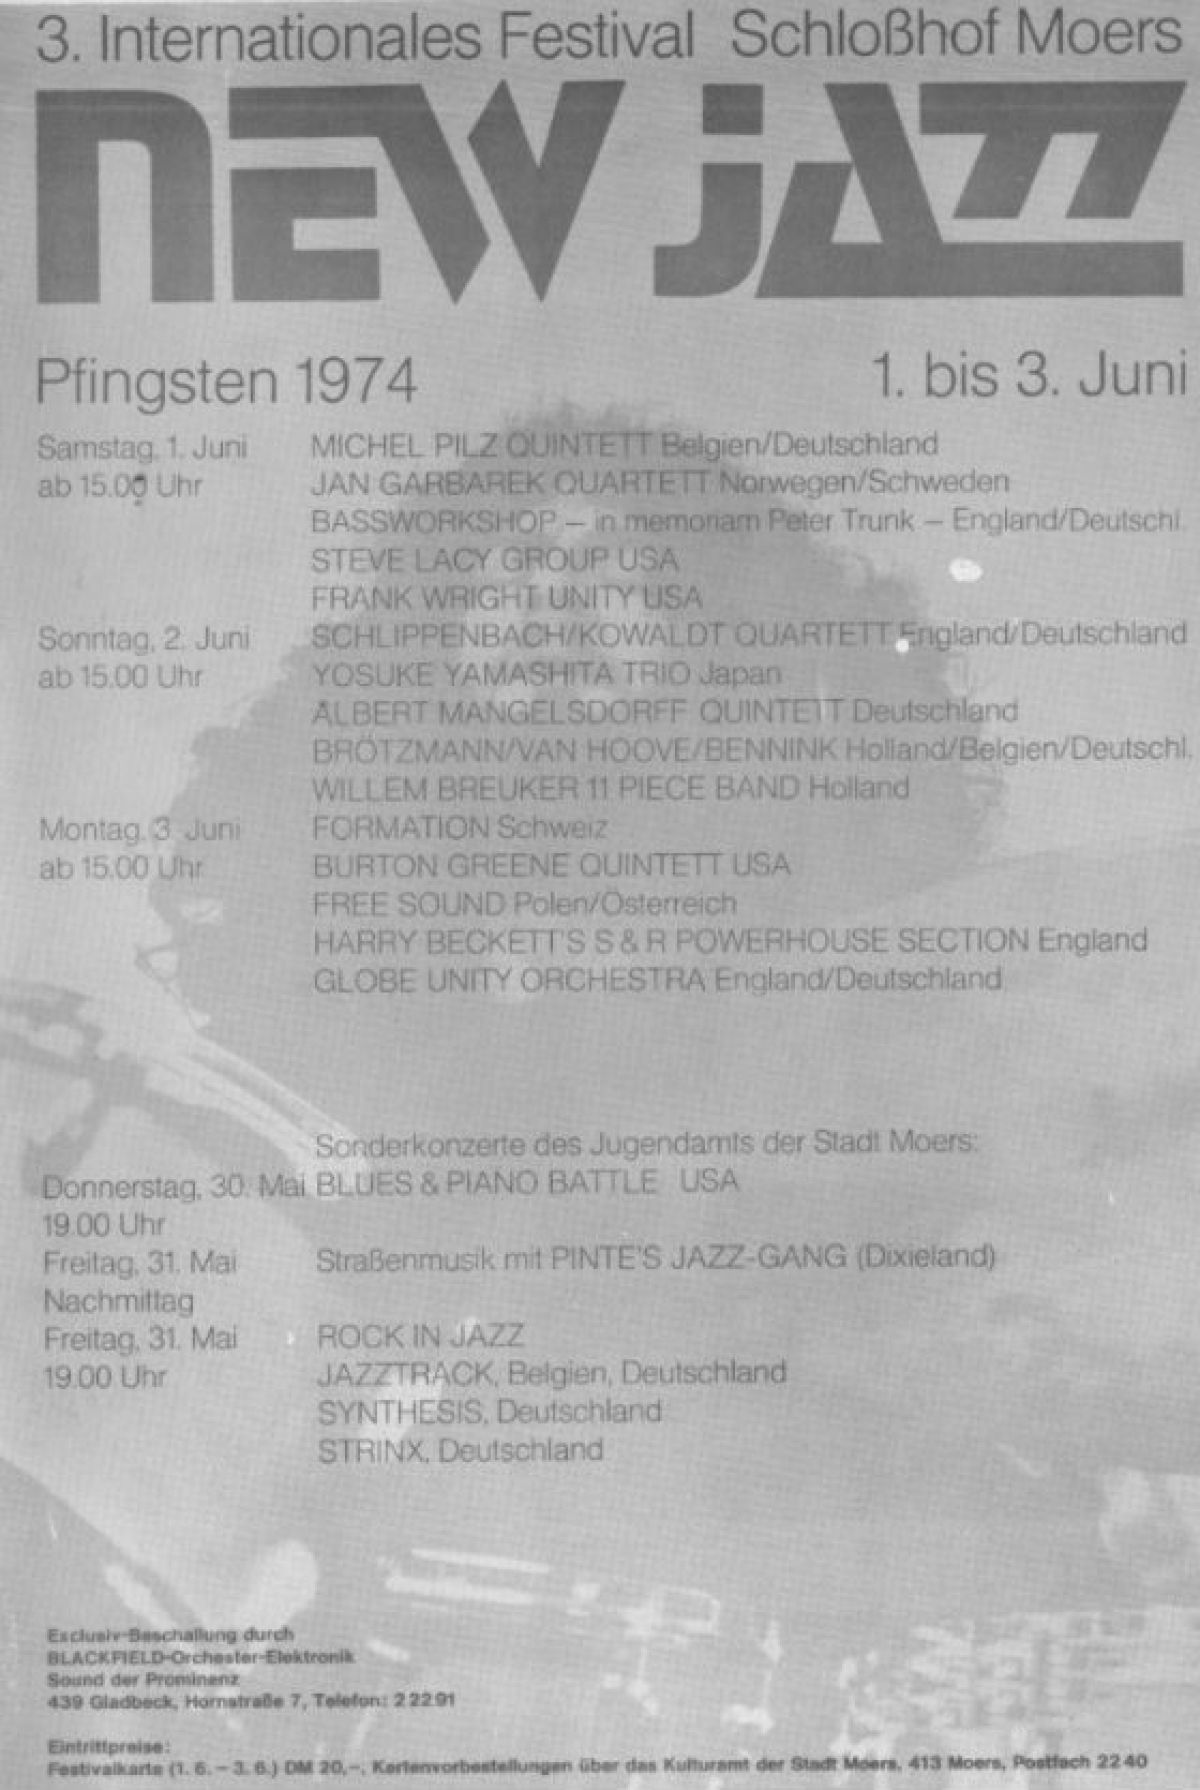 3. Internationales Festival Schloßhof Moers
NEW JAZZ
Pfingsten 1974 1. bis 3. Juni
Samstag, 1. Juni MICHEL PILZ QUINTETT Belgien/Deutschland
ab 15.00 Uhr JAN GARBAREK QUARTETT Norwegen/Schweden
BASSWORKSHOP – in memoriam Peter Trunk – England/Deutschl.
STEVE LACY GROUP USA
FRANK WRIGHT UNITY USA
Sonntag, 2. Juni SCHLIPPENBACH/KOWALDT QUARTETT England/Deutschland
ab 15.00 Uhr YOSUKE YAMASHITA TRIO Japan
ALBERT MANGELSDORFF QUINTETT Deutschland
BRÖTZMANN/VAN HOOVE/BENNINK Holland/Belgien/Deutschl.
WILLEM BREUKER 11 PIECE BAND Holland
Montag, 3. Juni FORMATION Schweiz
ab 15.00 Uhr BURTON GREENE QUINTETT USA
FREE SOUND Polen/Österreich
HARRY BECKETT'S S & R POWERHOUSE SECTION England
GLOBE UNITY ORCHESTRA England/Deutschland
Sonderkonzerte des Jugendamts der Stadt Moers:
Donnerstag, 30. Mai BLUES & PIANO BATTLE USA
19.00 Uhr
Freitag, 31. Mai Straßenmusik mit PINTE'S JAZZ-GANG (Dixieland)
Nachmittag
Freitag, 31. Mai ROCK IN JAZZ
19.00 Uhr JAZZTRACK, Belgien, Deutschland
SYNTHESIS, Deutschland
STRINX, Deutschland
Exclusiv-Beschallung durch
BLACKFIELD-Orchester-Elektronik
Sound der Prominenz
439 Gladbeck, Hornstraße 7, Telefon: 2 22 91
Eintrittpreise:
Festivalkarte (1. 6. – 3. 6.) DM 20,–, Kartenvorbestellungen über das Kulturamt der Stadt Moers, 413 Moers, Postfach 22 40